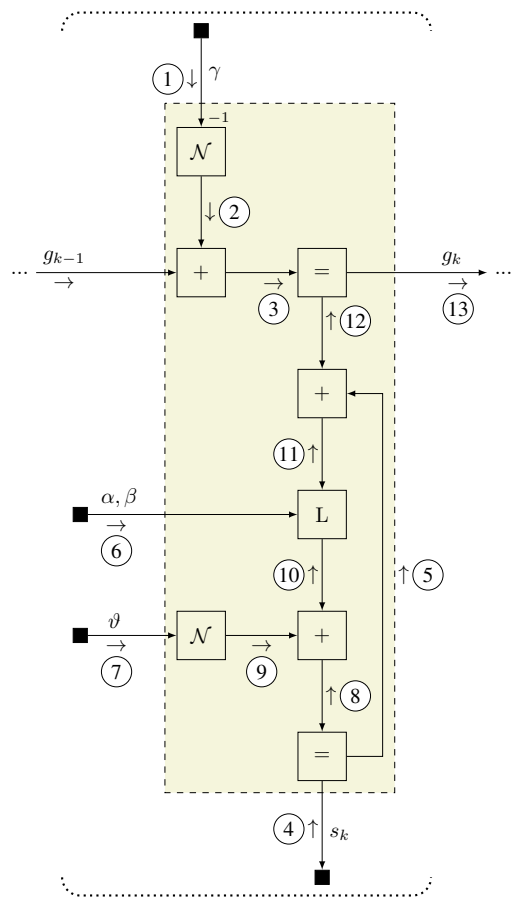 1 ↓ γ
−1
𝒩
↓ 2
... g_{k−1} → + = g_k → ...
→ 3
↑ 12
→ 13
+
11 ↑
α, β → 6
L
10 ↑
↑ 5
ϑ → 7
𝒩
→ 9
+
↑ 8
=
4 ↑ s_k